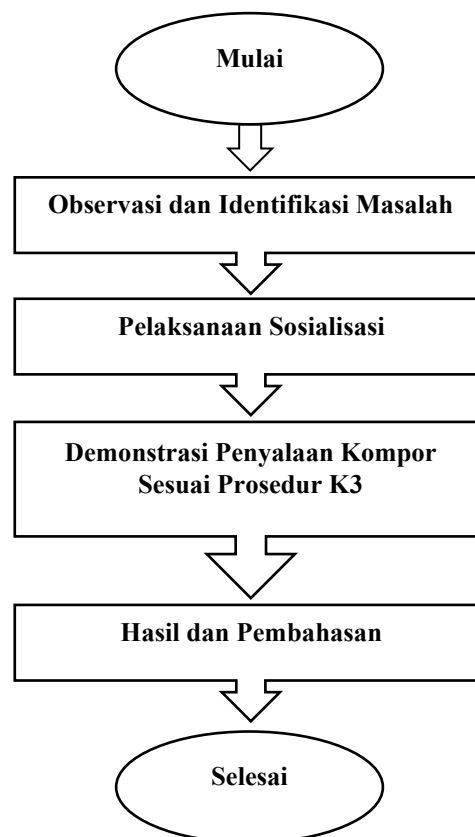 Mulai
Observasi dan Identifikasi Masalah
Pelaksanaan Sosialisasi
Demonstrasi Penyalaan Kompor
Sesuai Prosedur K3
Hasil dan Pembahasan
Selesai